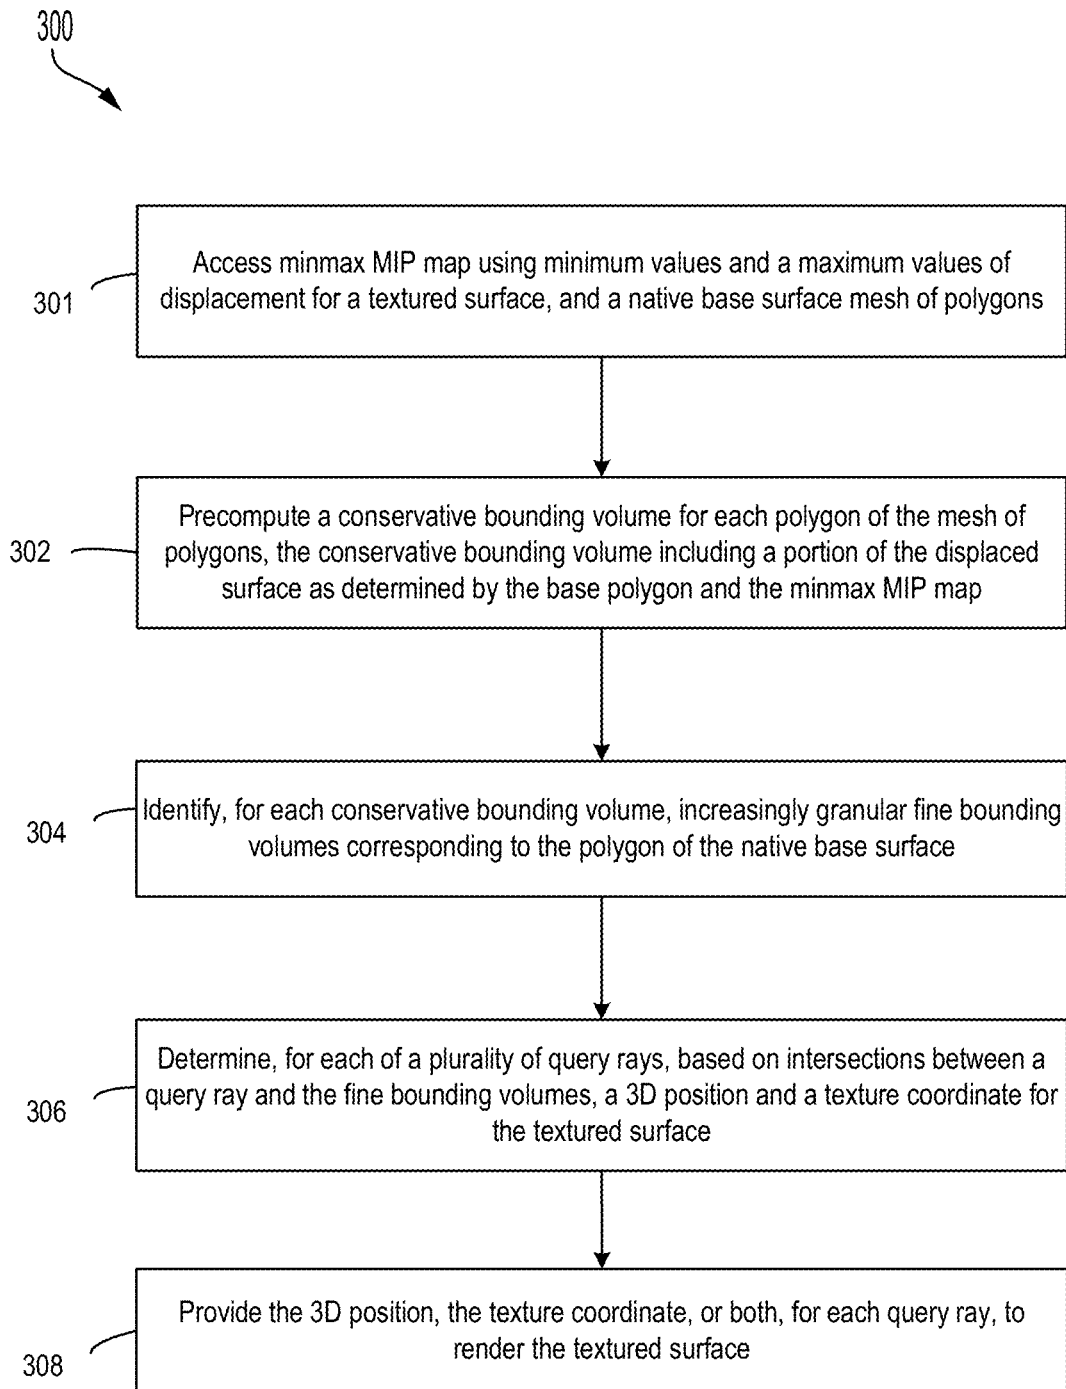 300
301
Access minmax MIP map using minimum values and a maximum values of
displacement for a textured surface, and a native base surface mesh of polygons
302
Precompute a conservative bounding volume for each polygon of the mesh of
polygons, the conservative bounding volume including a portion of the displaced
surface as determined by the base polygon and the minmax MIP map
304
Identify, for each conservative bounding volume, increasingly granular fine bounding
volumes corresponding to the polygon of the native base surface
306
Determine, for each of a plurality of query rays, based on intersections between a
query ray and the fine bounding volumes, a 3D position and a texture coordinate for
the textured surface
308
Provide the 3D position, the texture coordinate, or both, for each query ray, to
render the textured surface